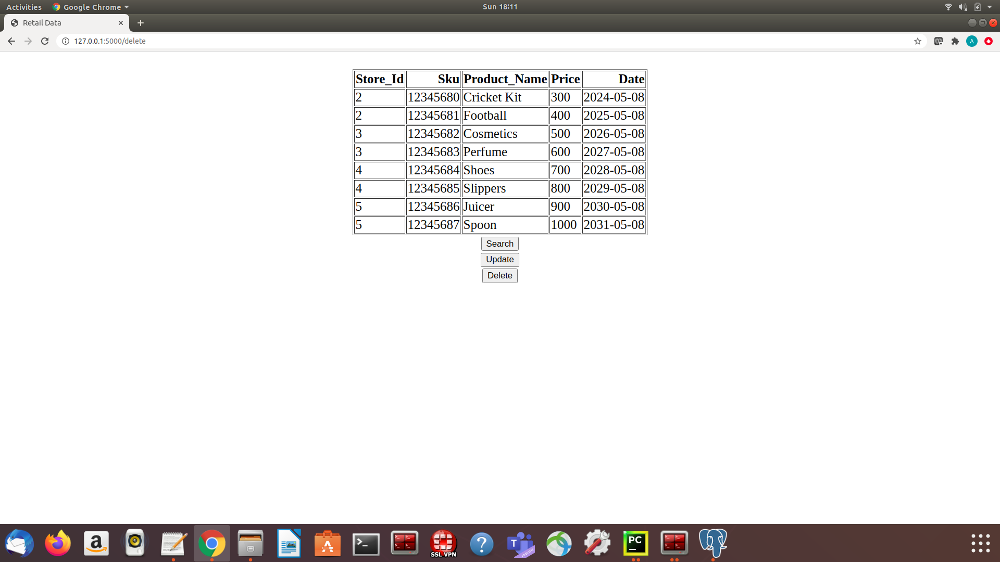 Activities Google Chrome Sun 18:11
Retail Data
127.0.0.1:5000/delete A
Store_Id Sku Product_Name Price Date
2 12345680 Cricket Kit 300 2024-05-08
2 12345681 Football 400 2025-05-08
3 12345682 Cosmetics 500 2026-05-08
3 12345683 Perfume 600 2027-05-08
4 12345684 Shoes 700 2028-05-08
4 12345685 Slippers 800 2029-05-08
5 12345686 Juicer 900 2030-05-08
5 12345687 Spoon 1000 2031-05-08
Search
Update
Delete
a A >_ SSL VPN ? T PREVIEW PC